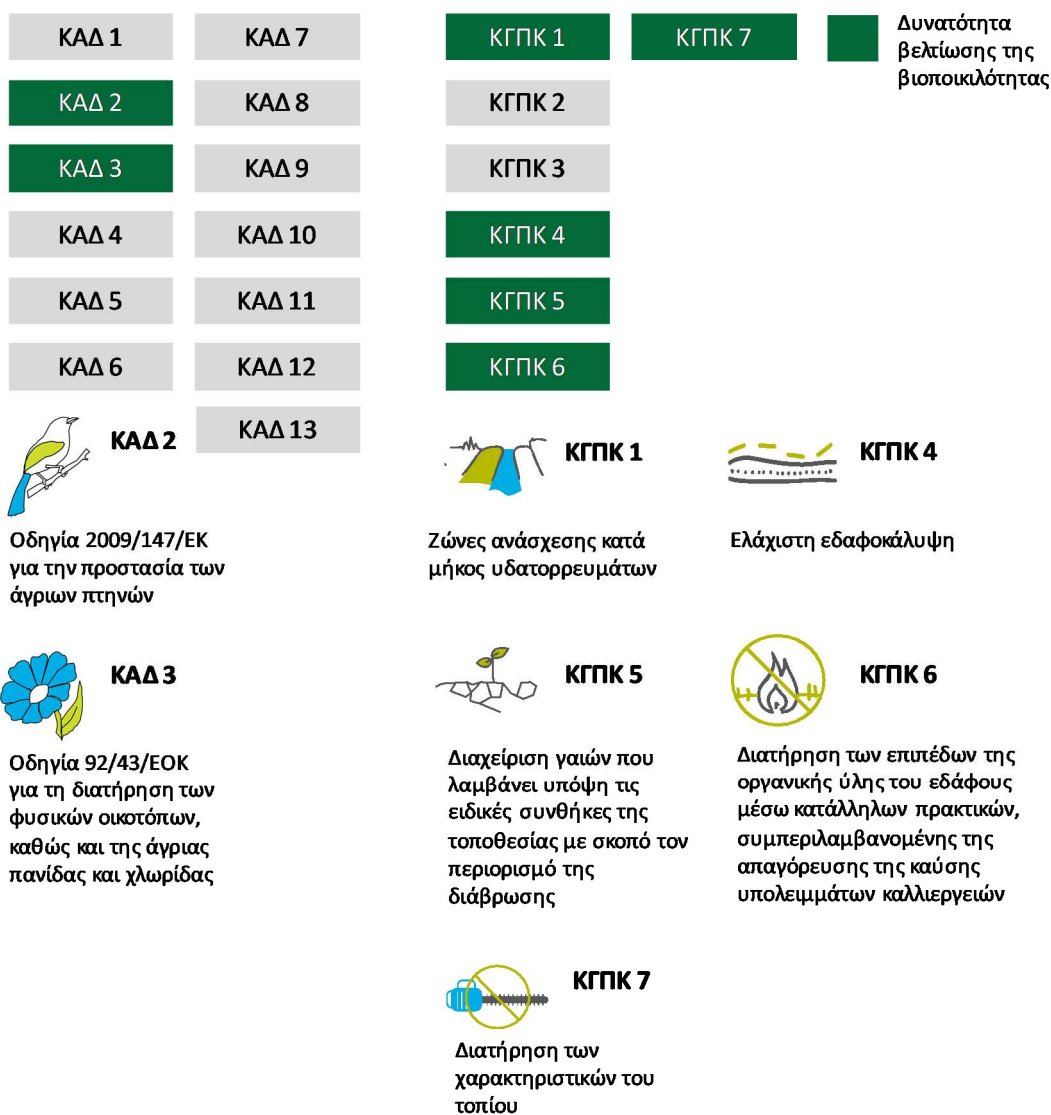 ΚΑΔ 1
ΚΑΔ 7
ΚΓΠΚ 1
ΚΓΠΚ 7
Δυνατότητα
βελτίωσης της
βιοποικιλότητας
ΚΑΔ 2
ΚΑΔ 8
ΚΓΠΚ 2
ΚΑΔ 3
ΚΑΔ 9
ΚΓΠΚ 3
ΚΑΔ 4
ΚΑΔ 10
ΚΓΠΚ 4
ΚΑΔ 5
ΚΑΔ 11
ΚΓΠΚ 5
ΚΑΔ 6
ΚΑΔ 12
ΚΓΠΚ 6
ΚΑΔ 13
ΚΑΔ 2
Οδηγία 2009/147/ΕΚ
για την προστασία των
άγριων πτηνών
ΚΓΠΚ 1
Ζώνες ανάσχεσης κατά
μήκος υδατορρευμάτων
ΚΓΠΚ 4
Ελάχιστη εδαφοκάλυψη
ΚΑΔ 3
Οδηγία 92/43/ΕΟΚ
για τη διατήρηση των
φυσικών οικοτόπων,
καθώς και της άγριας
πανίδας και χλωρίδας
ΚΓΠΚ 5
Διαχείριση γαιών που
λαμβάνει υπόψη τις
ειδικές συνθήκες της
τοποθεσίας με σκοπό τον
περιορισμό της
διάβρωσης
ΚΓΠΚ 6
Διατήρηση των επιπέδων της
οργανικής ύλης του εδάφους
μέσω κατάλληλων πρακτικών,
συμπεριλαμβανομένης της
απαγόρευσης της καύσης
υπολειμμάτων καλλιεργειών
ΚΓΠΚ 7
Διατήρηση των
χαρακτηριστικών του
τοπίου